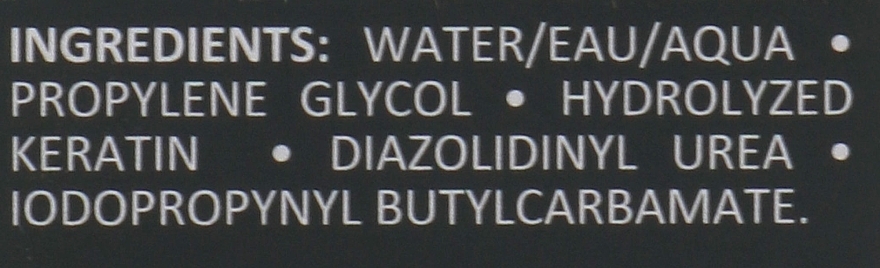 INGREDIENTS: WATER/EAU/AQUA •
PROPYLENE GLYCOL • HYDROLYZED
KERATIN • DIAZOLIDINYL UREA •
IODOPROPYNYL BUTYLCARBAMATE.